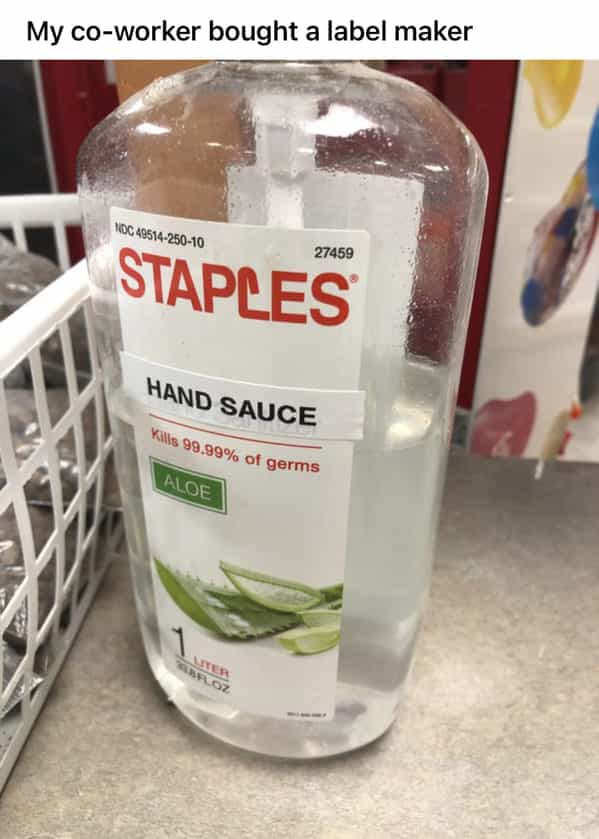 My co-worker bought a label maker
NDC 49514-250-10
27459
STAPLES®
HAND SAUCE
Kills 99.99% of germs
ALOE
1 LITER
33.8 FL OZ